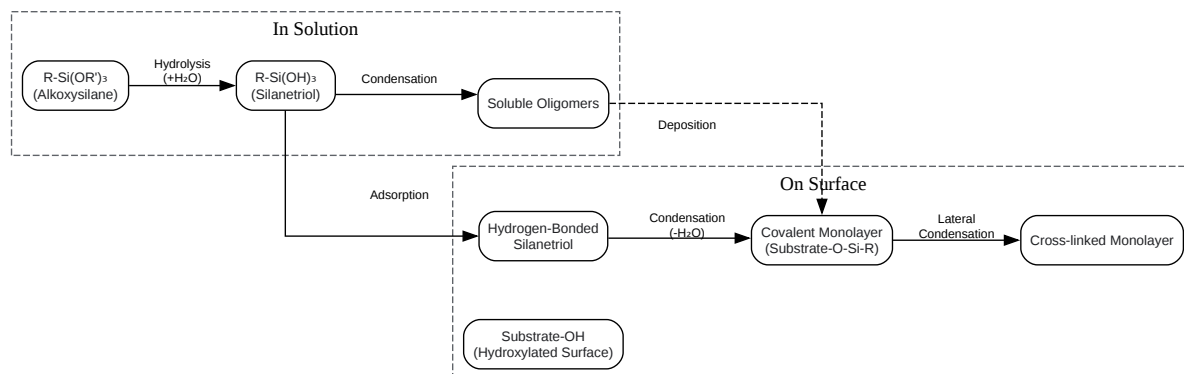 In Solution
R-Si(OR')₃
(Alkoxysilane)
Hydrolysis
(+H₂O)
R-Si(OH)₃
(Silanetriol)
Condensation
Soluble Oligomers
Deposition
Adsorption
On Surface
Hydrogen-Bonded
Silanetriol
Condensation
(-H₂O)
Covalent Monolayer
(Substrate-O-Si-R)
Lateral
Condensation
Cross-linked Monolayer
Substrate-OH
(Hydroxylated Surface)